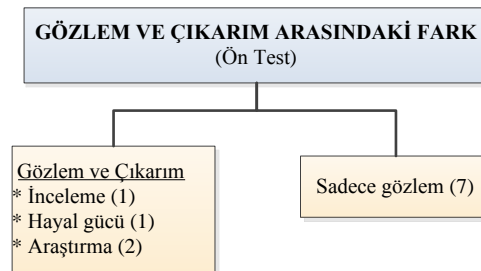 GÖZLEM VE ÇIKARIM ARASINDAKİ FARK
(Ön Test)
Gözlem ve Çıkarım
* İnceleme (1)
* Hayal gücü (1)
* Araştırma (2)
Sadece gözlem (7)